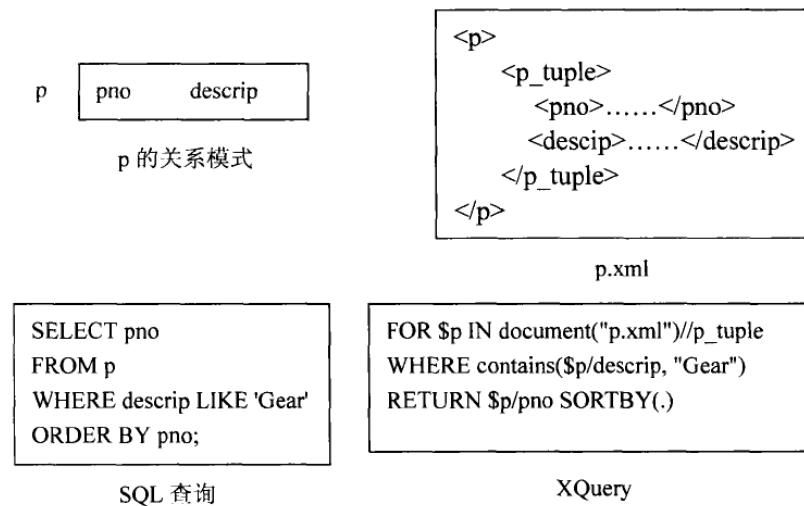 p
pno descrip
p 的关系模式
<p>
<p_tuple>
<pno>……</pno>
<descip>……</descrip>
</p_tuple>
</p>
p.xml
SELECT pno
FROM p
WHERE descrip LIKE 'Gear'
ORDER BY pno;
SQL 查询
FOR $p IN document("p.xml")//p_tuple
WHERE contains($p/descrip, "Gear")
RETURN $p/pno SORTBY(.)
XQuery